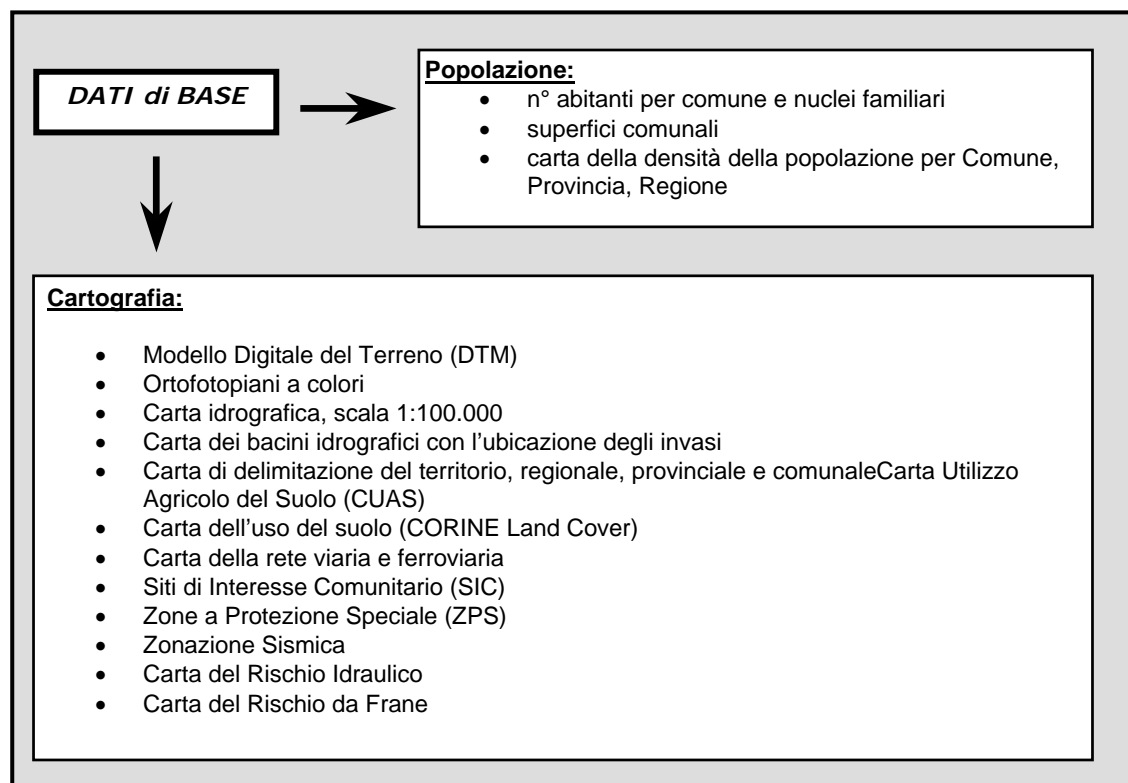 DATI di BASE
Popolazione:
• n° abitanti per comune e nuclei familiari
• superfici comunali
• carta della densità della popolazione per Comune,
Provincia, Regione
Cartografia:
• Modello Digitale del Terreno (DTM)
• Ortofotopiani a colori
• Carta idrografica, scala 1:100.000
• Carta dei bacini idrografici con l’ubicazione degli invasi
• Carta di delimitazione del territorio, regionale, provinciale e comunaleCarta Utilizzo
Agricolo del Suolo (CUAS)
• Carta dell’uso del suolo (CORINE Land Cover)
• Carta della rete viaria e ferroviaria
• Siti di Interesse Comunitario (SIC)
• Zone a Protezione Speciale (ZPS)
• Zonazione Sismica
• Carta del Rischio Idraulico
• Carta del Rischio da Frane